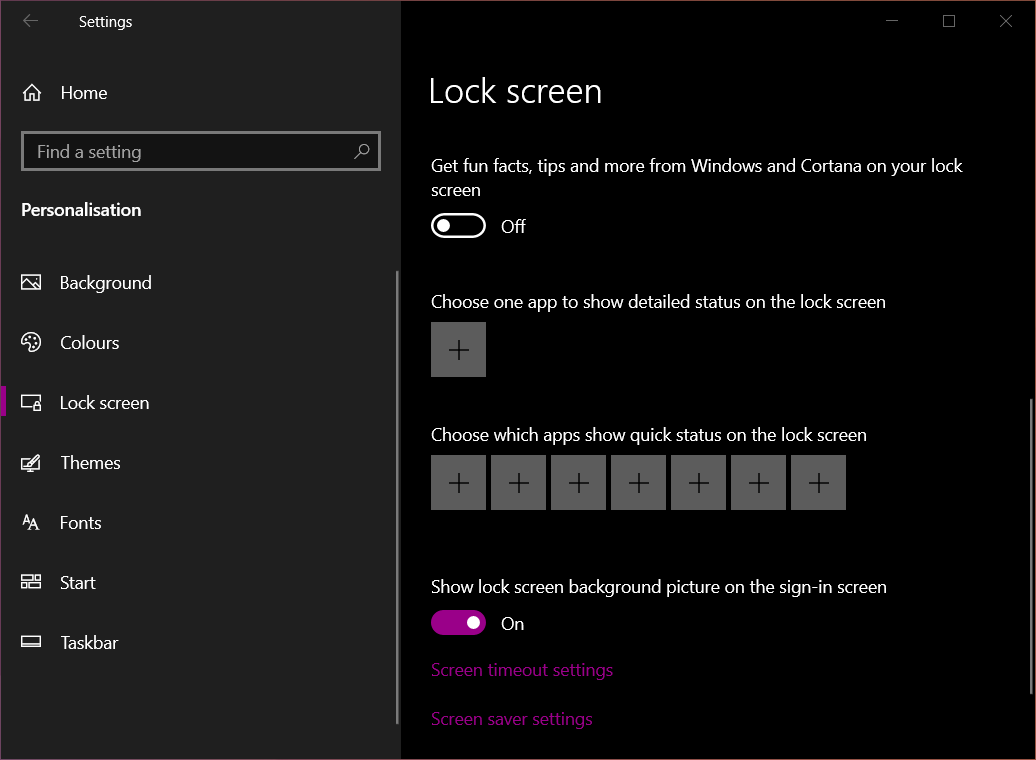 Settings
Home
Find a setting
Personalisation
Background
Colours
Lock screen
Themes
Fonts
Start
Taskbar
Lock screen
Get fun facts, tips and more from Windows and Cortana on your lock
screen
Off
Choose one app to show detailed status on the lock screen
Choose which apps show quick status on the lock screen
Show lock screen background picture on the sign-in screen
On
Screen timeout settings
Screen saver settings